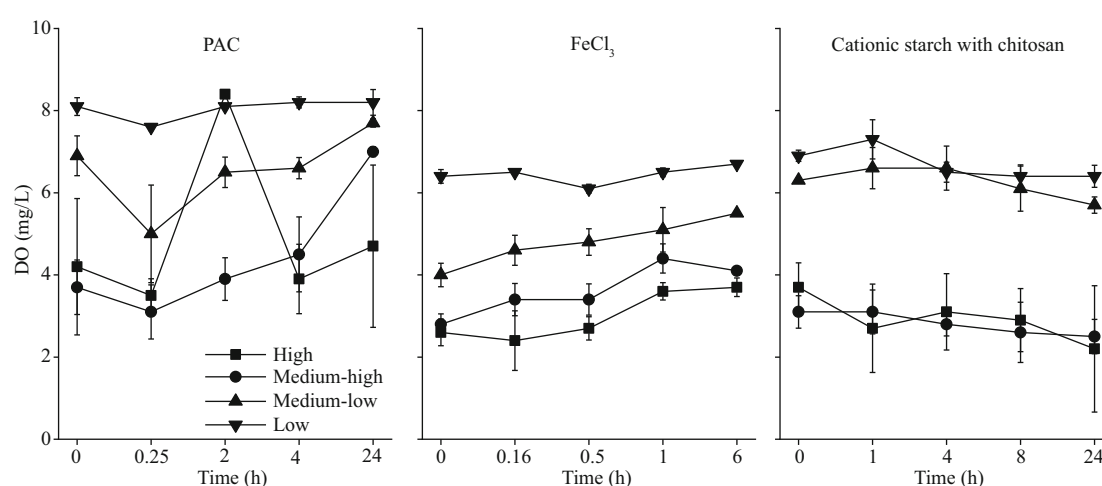 PAC
FeCl3
Cationic starch with chitosan
DO (mg/L)
10
8
6
4
2
0
High
Medium-high
Medium-low
Low
0 0.25 2 4 24
Time (h)
0 0.16 0.5 1 6
Time (h)
0 1 4 8 24
Time (h)